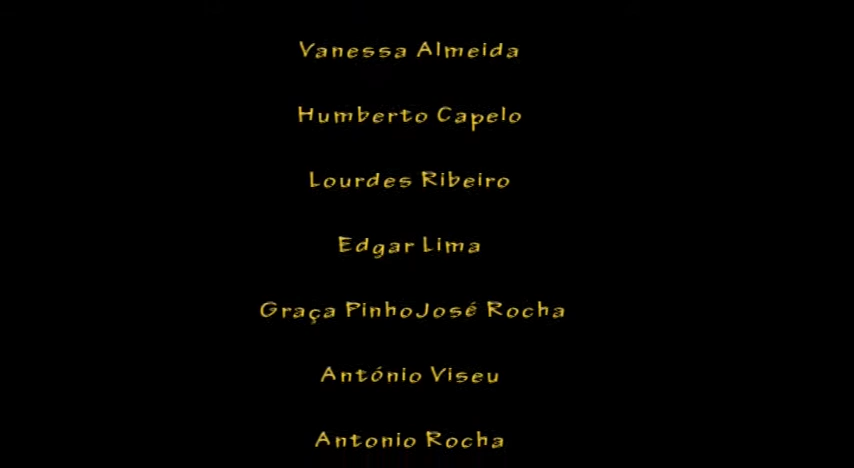 Vanessa Almeida
Humberto Capelo
Lourdes Ribeiro
Edgar Lima
Graça PinhoJosé Rocha
António Viseu
Antonio Rocha